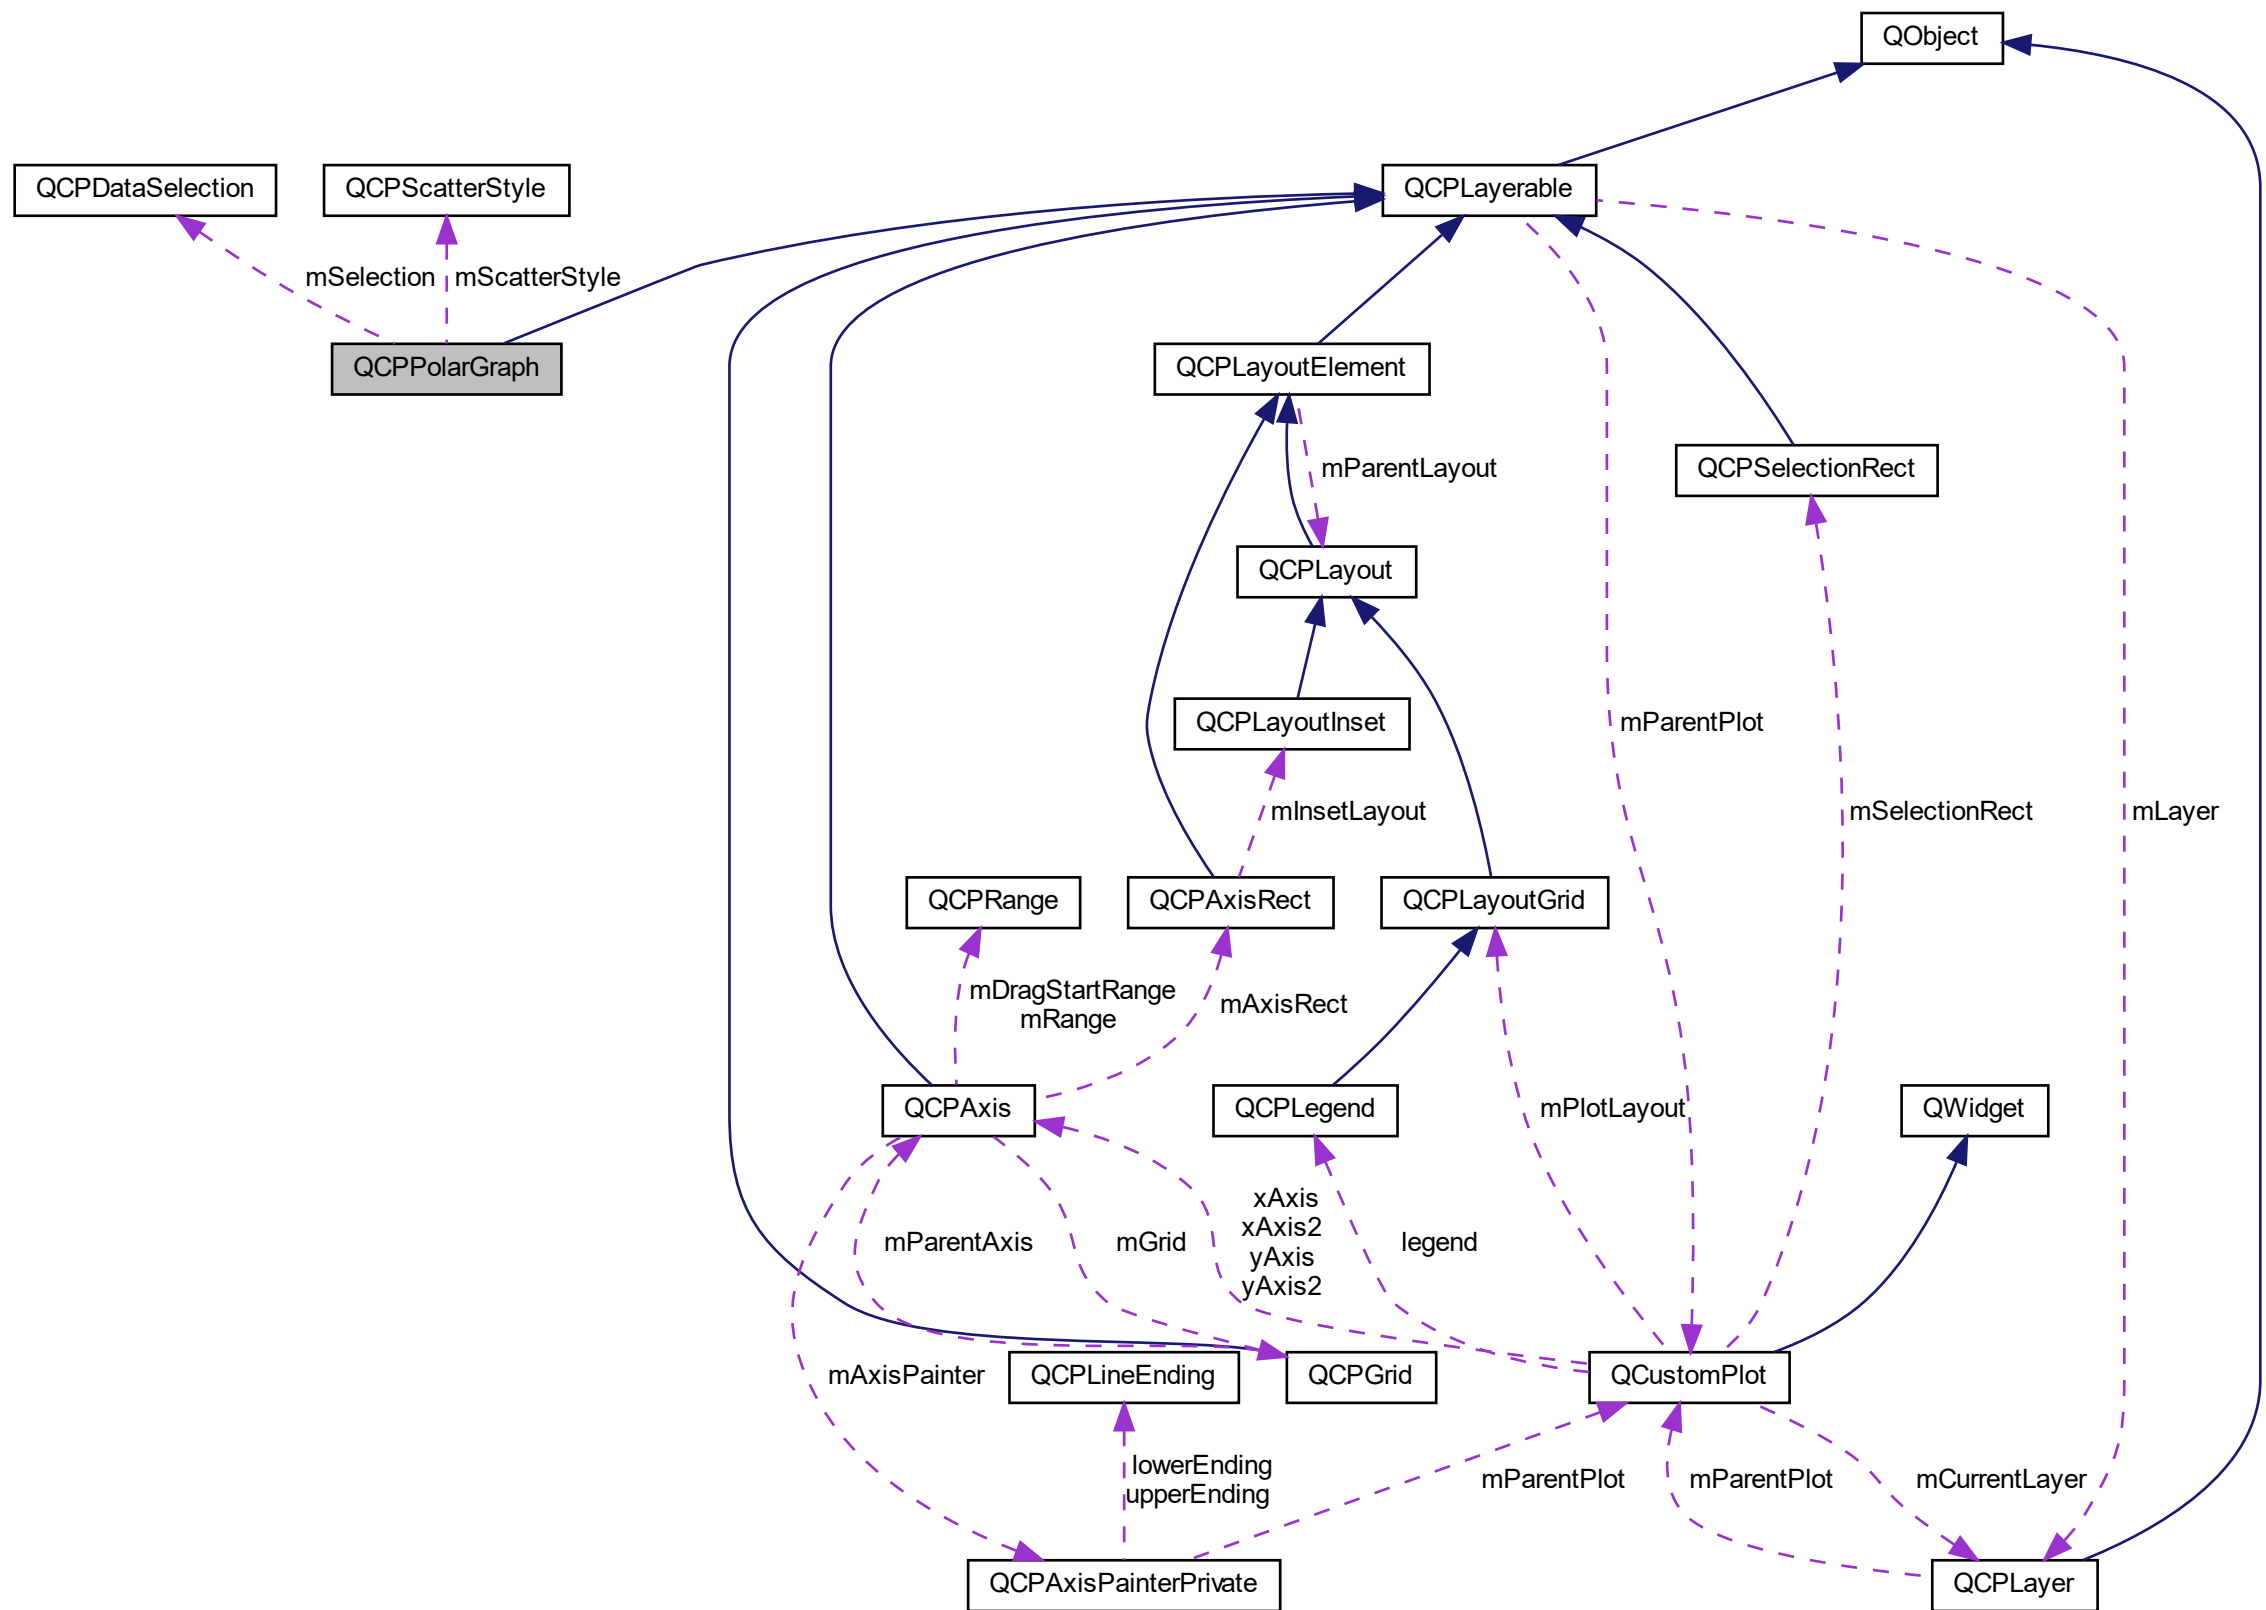 QObject
QCPDataSelection
QCPScatterStyle
QCPLayerable
mSelection
mScatterStyle
QCPPolarGraph
QCPLayoutElement
mParentLayout
QCPSelectionRect
QCPLayout
QCPLayoutInset
mParentPlot
mInsetLayout
mSelectionRect
mLayer
QCPRange
QCPAxisRect
QCPLayoutGrid
mDragStartRange
mRange
mAxisRect
QCPAxis
QCPLegend
mPlotLayout
QWidget
mParentAxis
mGrid
xAxis
xAxis2
yAxis
yAxis2
legend
mAxisPainter
QCPLineEnding
QCPGrid
QCustomPlot
lowerEnding
upperEnding
mParentPlot
mParentPlot
mCurrentLayer
QCPAxisPainterPrivate
QCPLayer